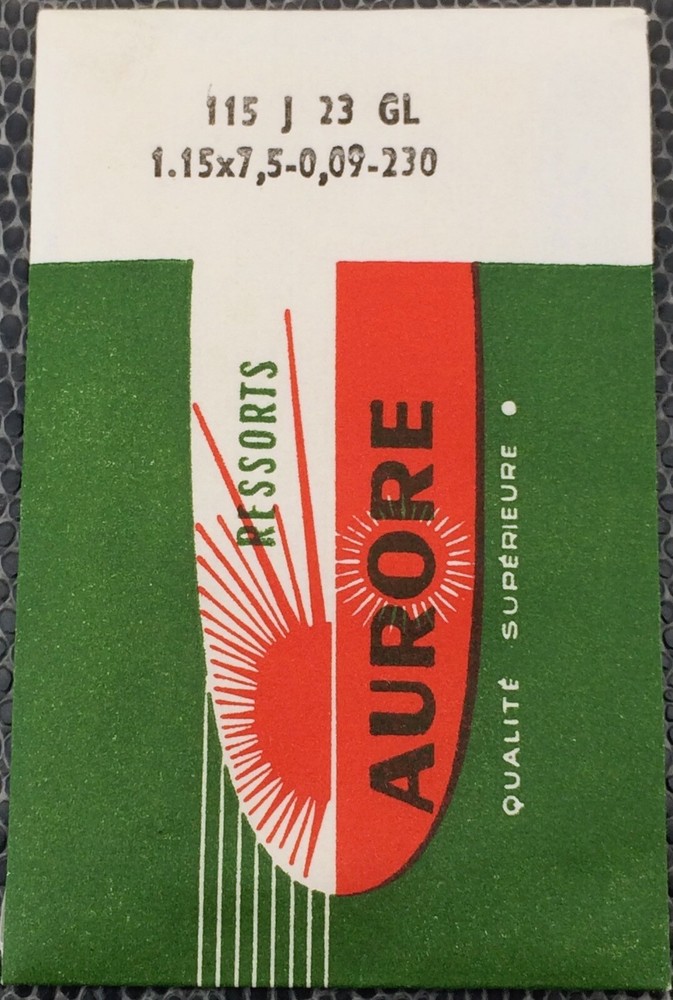 115 J 23 GL
1.15x7,5-0,09-230
RESSORTS
AURORE
QUALITÉ SUPÉRIEURE